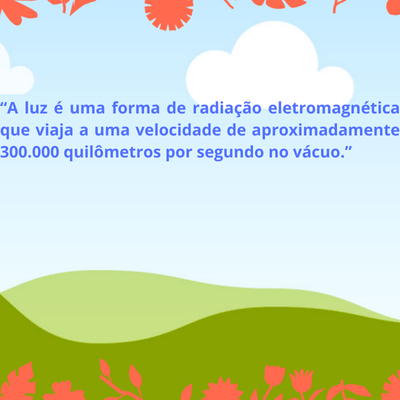 “A luz é uma forma de radiação eletromagnética
que viaja a uma velocidade de aproximadamente
300.000 quilômetros por segundo no vácuo.”